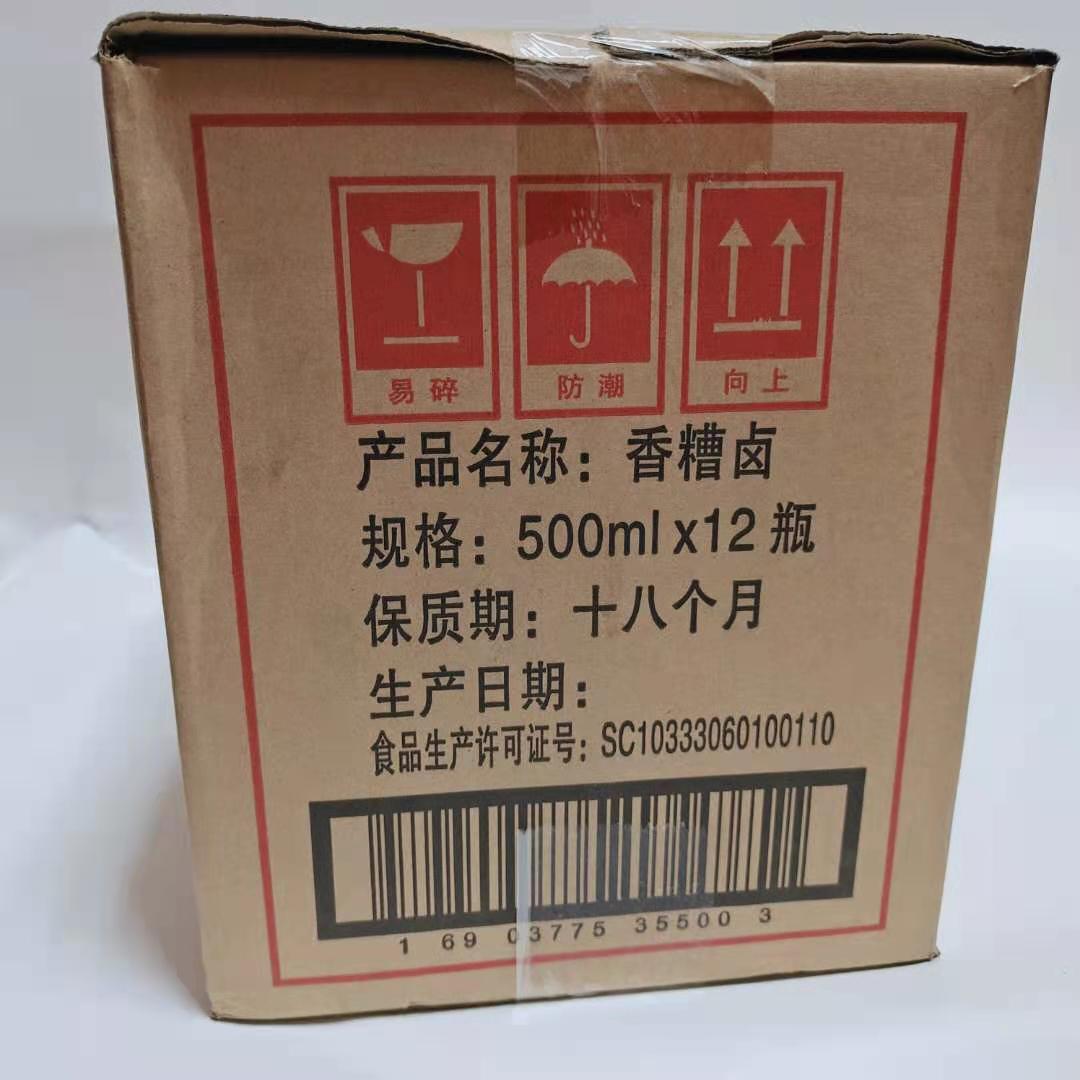 易碎 防潮 向上
产品名称：香糟卤
规格：500ml x12 瓶
保质期：十八个月
生产日期：
食品生产许可证号：SC10333060100110
1 69 03775 35500 3